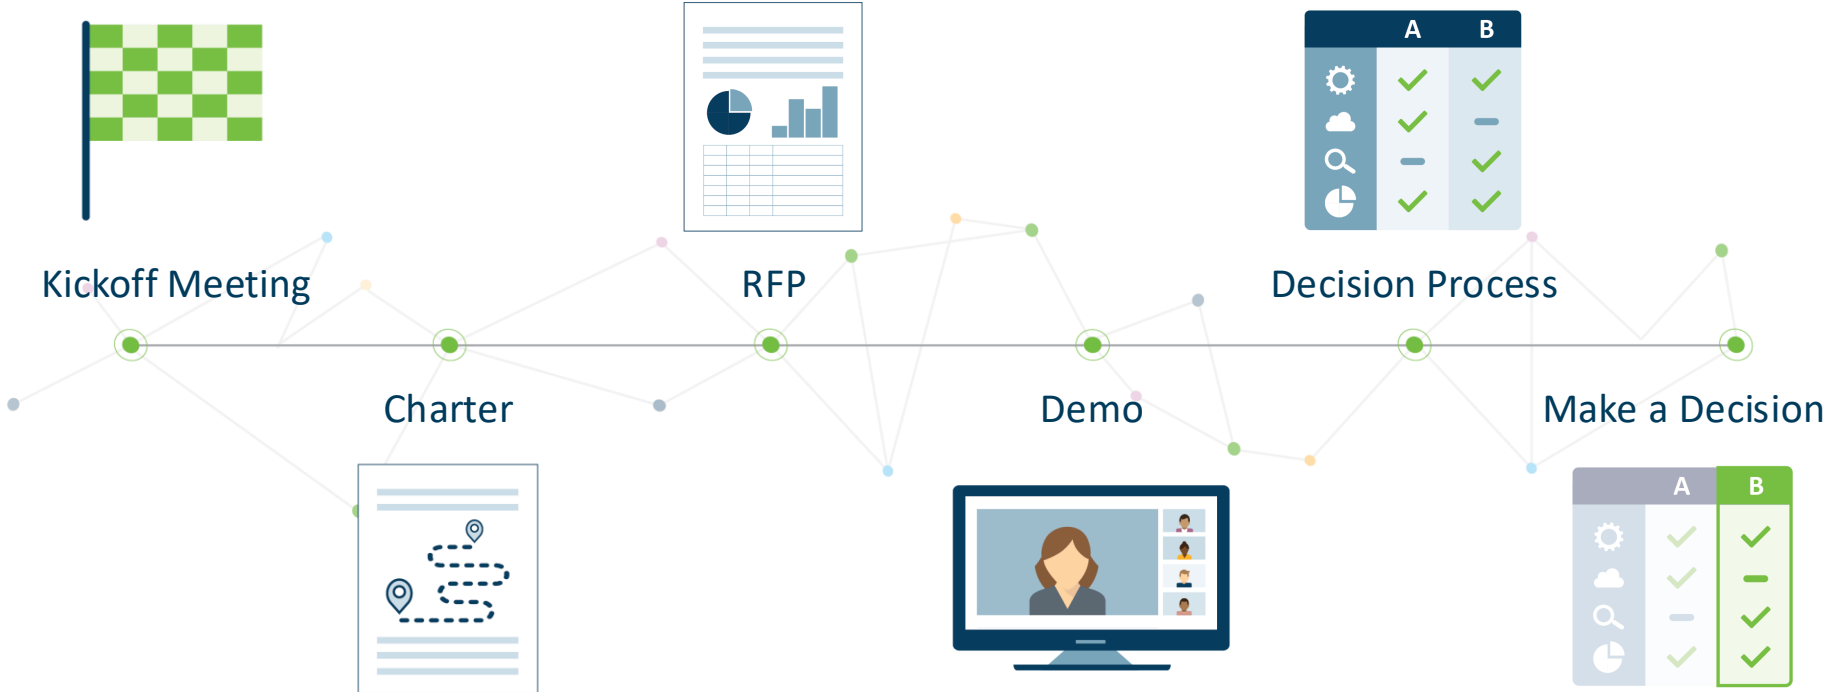 A B
Kickoff Meeting
RFP
Decision Process
Charter
Demo
Make a Decision
A B